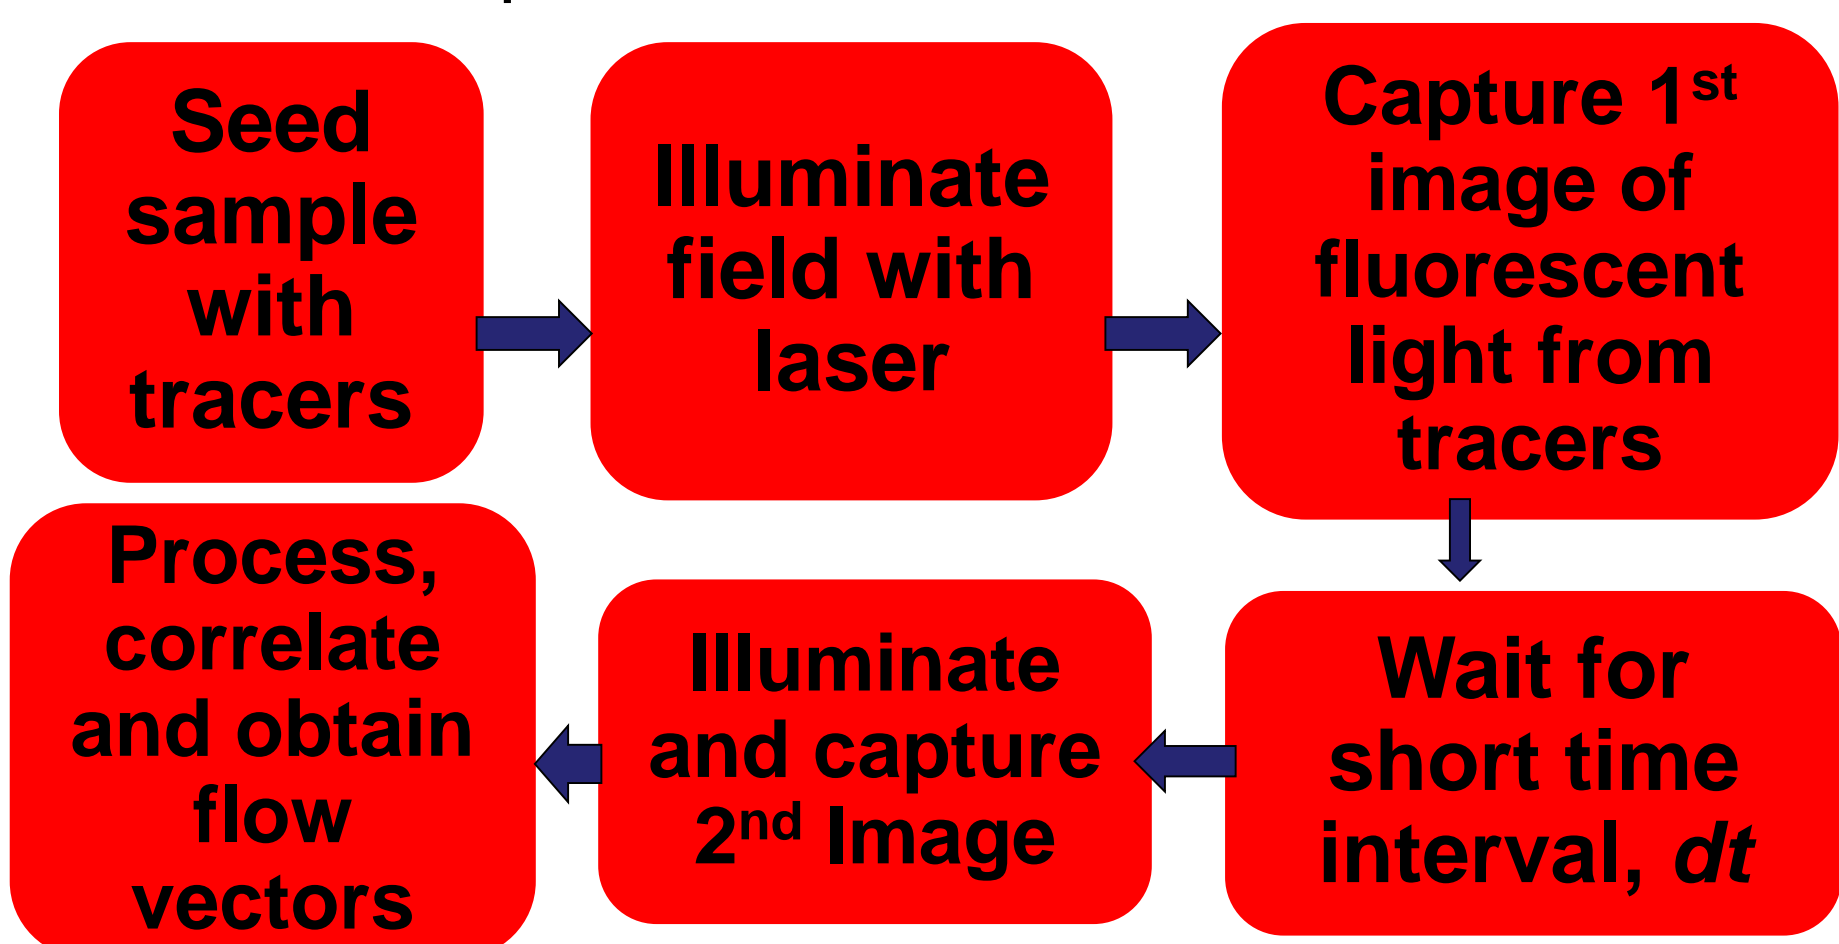 Seed
sample
with
tracers
Illuminate
field with
laser
Capture 1st
image of
fluorescent
light from
tracers
Wait for
short time
interval, dt
Illuminate
and capture
2nd Image
Process,
correlate
and obtain
flow
vectors